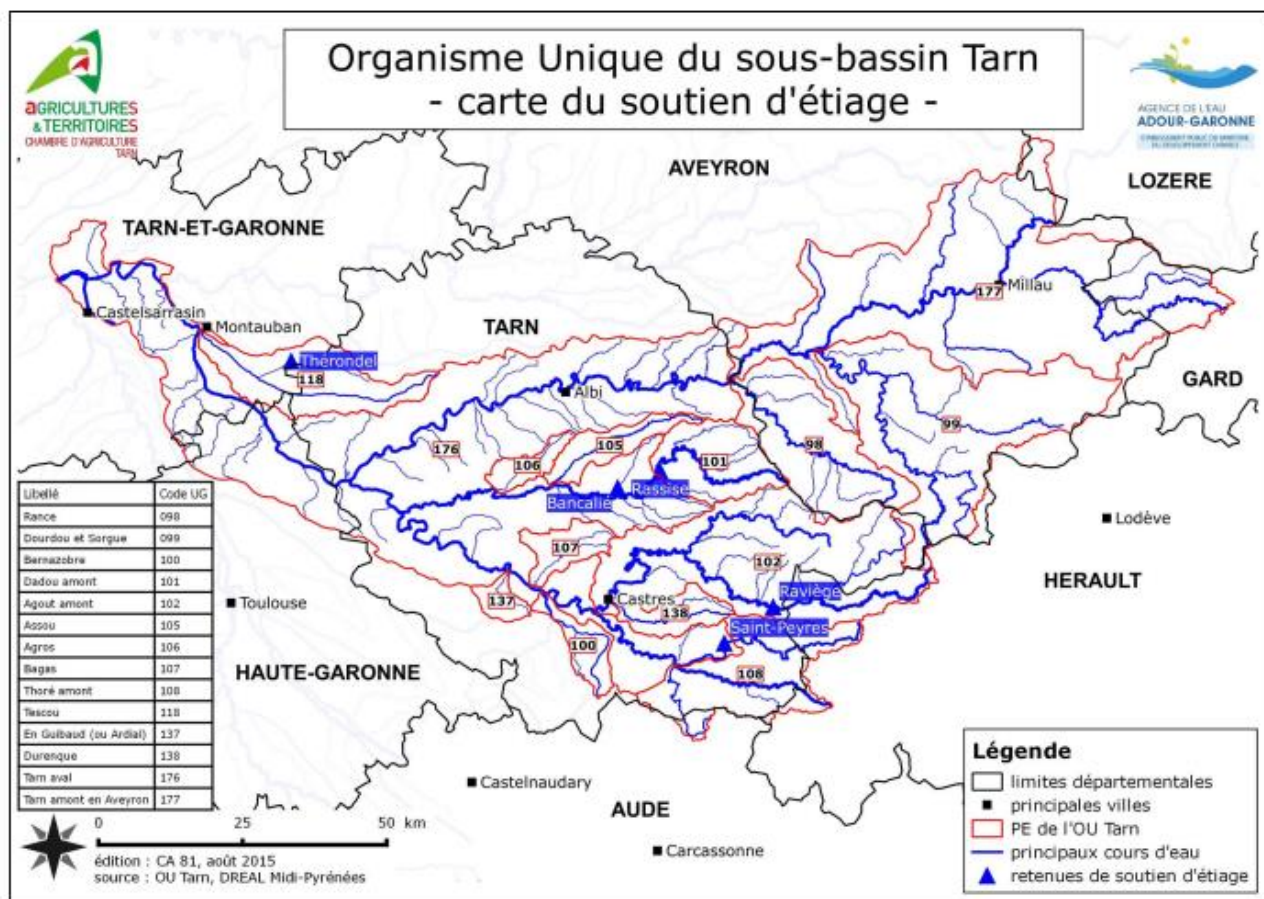 Organisme Unique du sous-bassin Tarn
- carte du soutien d'étiage -
aGRICULTURES
& TERRITOIRES
CHAMBRE D'AGRICULTURE
TARN
AGENCE DE L'EAU
ADOUR-GARONNE
AVEYRON
LOZERE
TARN-ET-GARONNE
Castelsarrasin
Montauban
Millau
177
TARN
Thérondel
118
GARD
Albi
99
176
105
98
106
101
Rassise
Bancalié
Lodève
107
102
HERAULT
Toulouse
137
Castres
138
Raviège
Saint-Peyres
100
HAUTE-GARONNE
108
Castelnaudary
AUDE
Carcassonne
Libellé Code UG
Rance 098
Dourdou et Sorgue 099
Bernazobre 100
Dadou amont 101
Agout amont 102
Assou 105
Agros 106
Bagas 107
Thoré amont 108
Tescou 118
En Guibaud (ou Ardial) 137
Durenque 138
Tarn aval 176
Tarn amont en Aveyron 177
0 25 50 km
édition : CA 81, août 2015
source : OU Tarn, DREAL Midi-Pyrénées
Légende
limites départementales
principales villes
PE de l'OU Tarn
principaux cours d'eau
retenues de soutien d'étiage